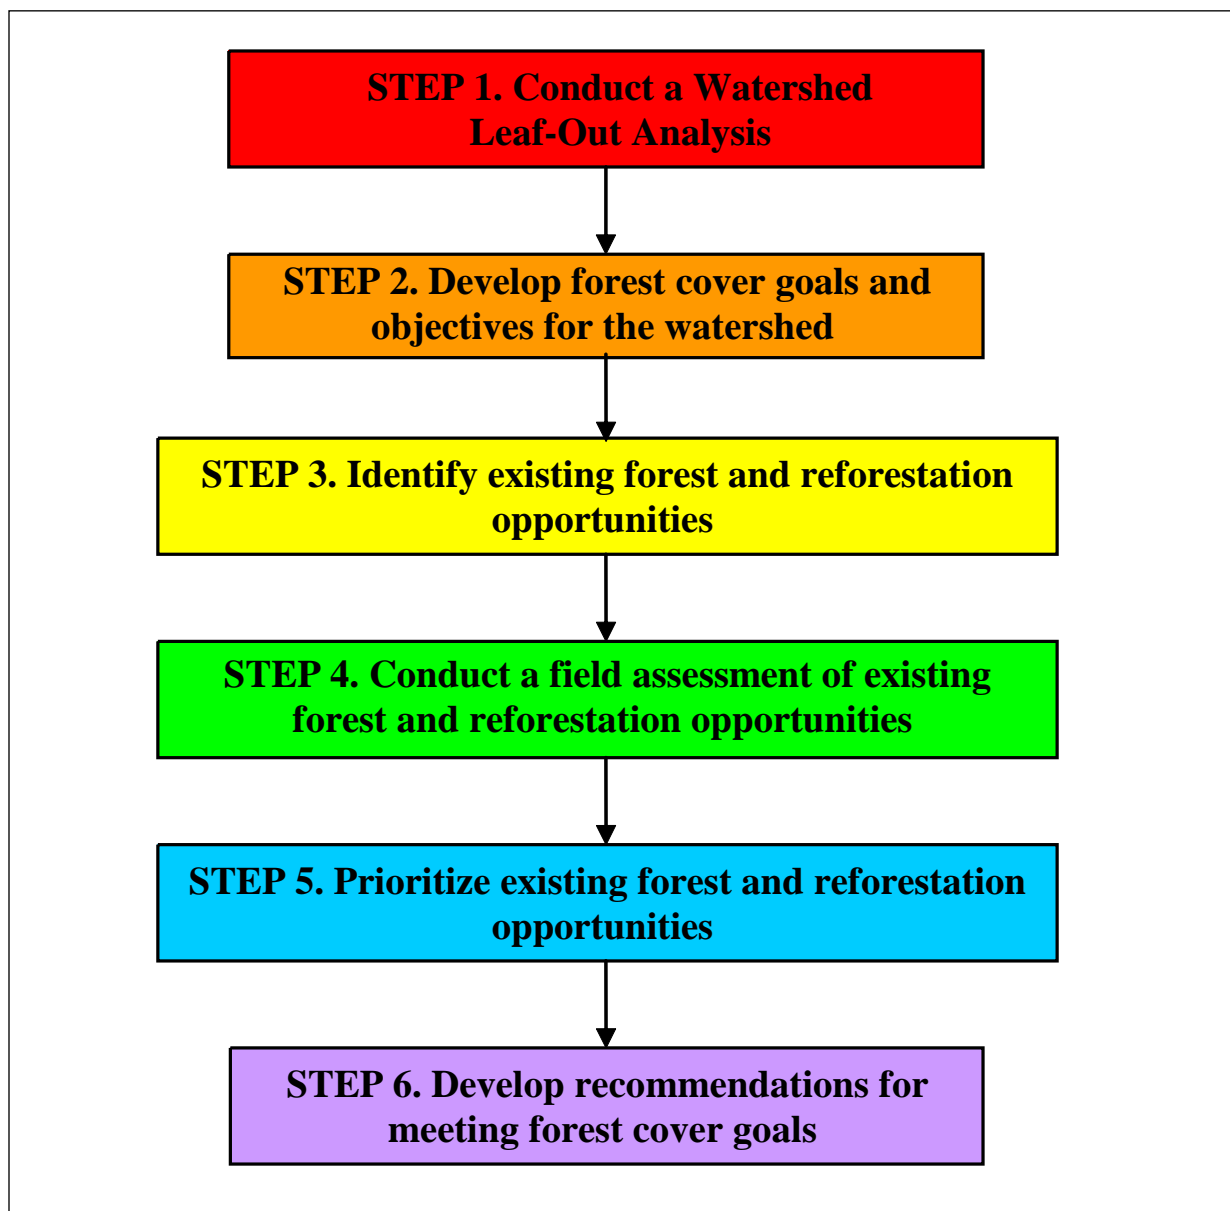 STEP 1. Conduct a Watershed
Leaf-Out Analysis
STEP 2. Develop forest cover goals and
objectives for the watershed
STEP 3. Identify existing forest and reforestation
opportunities
STEP 4. Conduct a field assessment of existing
forest and reforestation opportunities
STEP 5. Prioritize existing forest and reforestation
opportunities
STEP 6. Develop recommendations for
meeting forest cover goals